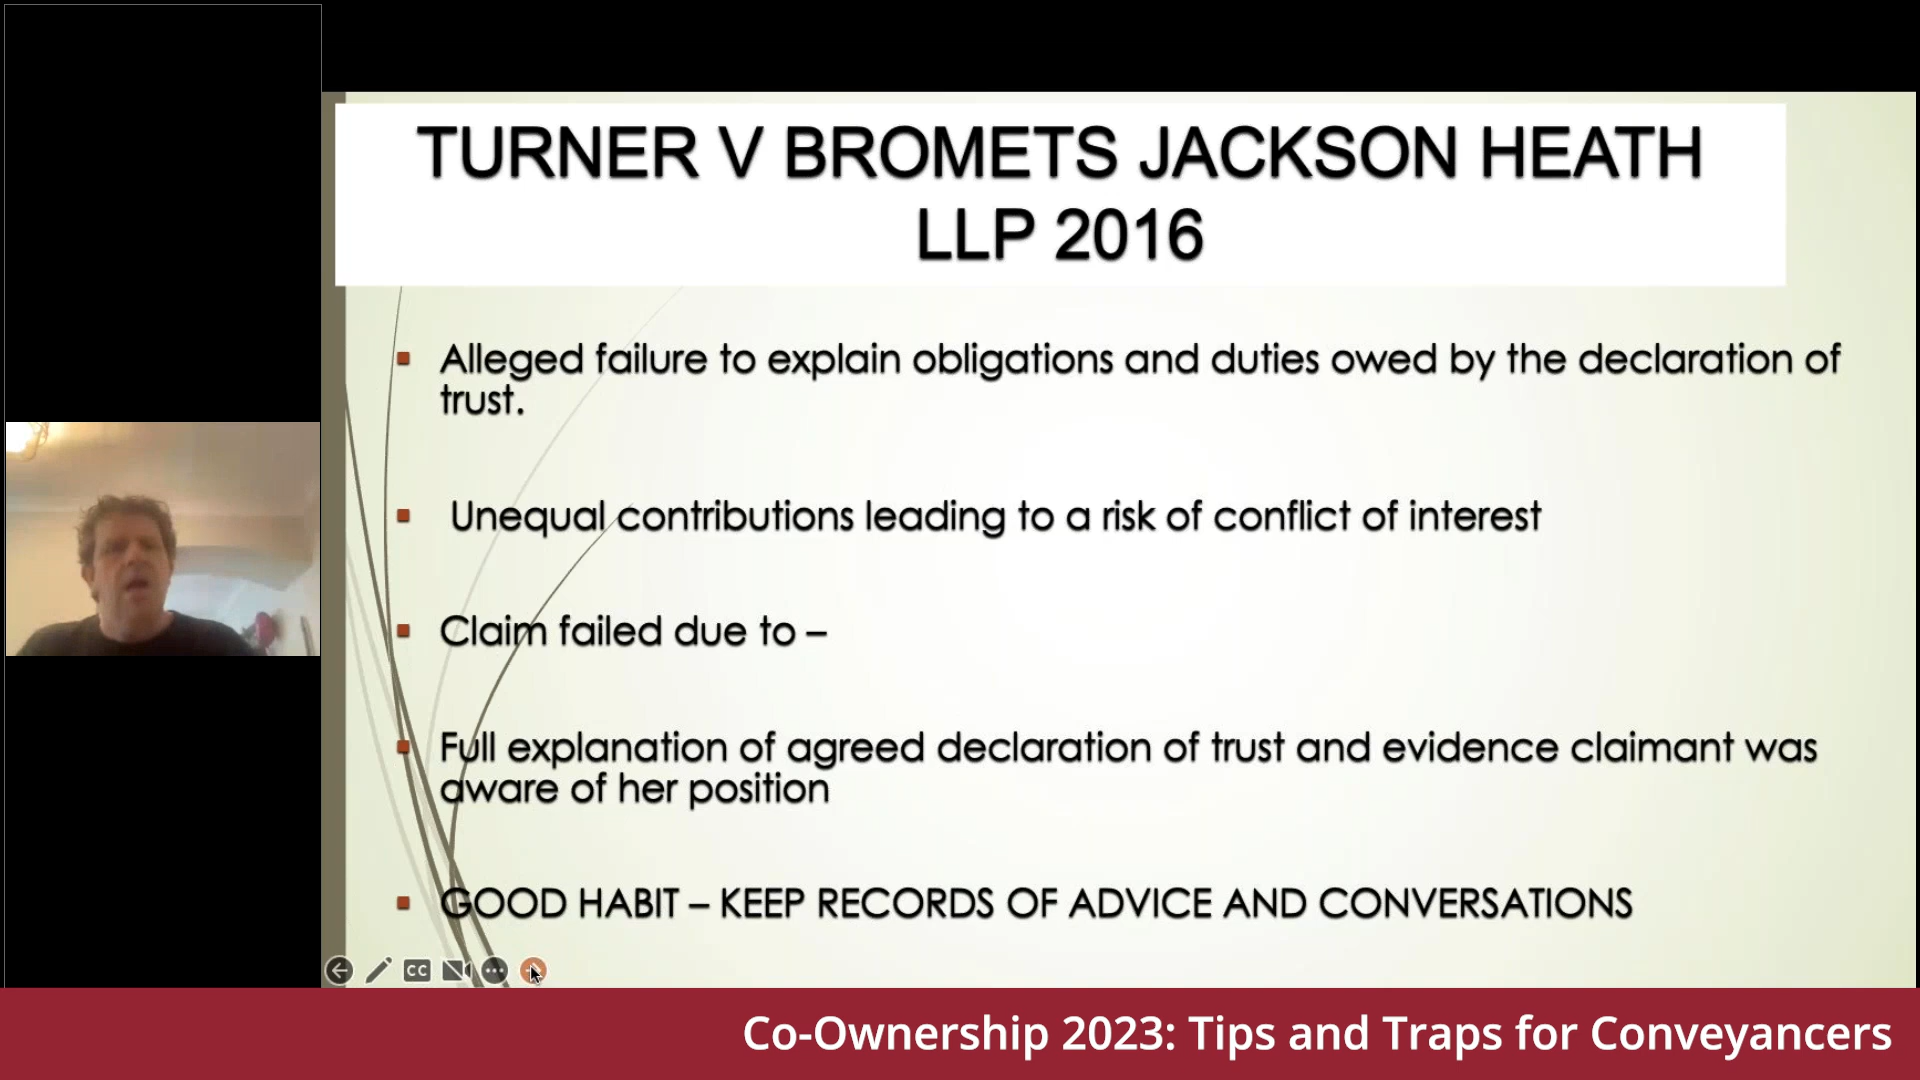 TURNER V BROMETS JACKSON HEATH
LLP 2016
Alleged failure to explain obligations and duties owed by the declaration of
trust.
Unequal contributions leading to a risk of conflict of interest
Claim failed due to –
Full explanation of agreed declaration of trust and evidence claimant was
aware of her position
GOOD HABIT – KEEP RECORDS OF ADVICE AND CONVERSATIONS
CC
Co-Ownership 2023: Tips and Traps for Conveyancers